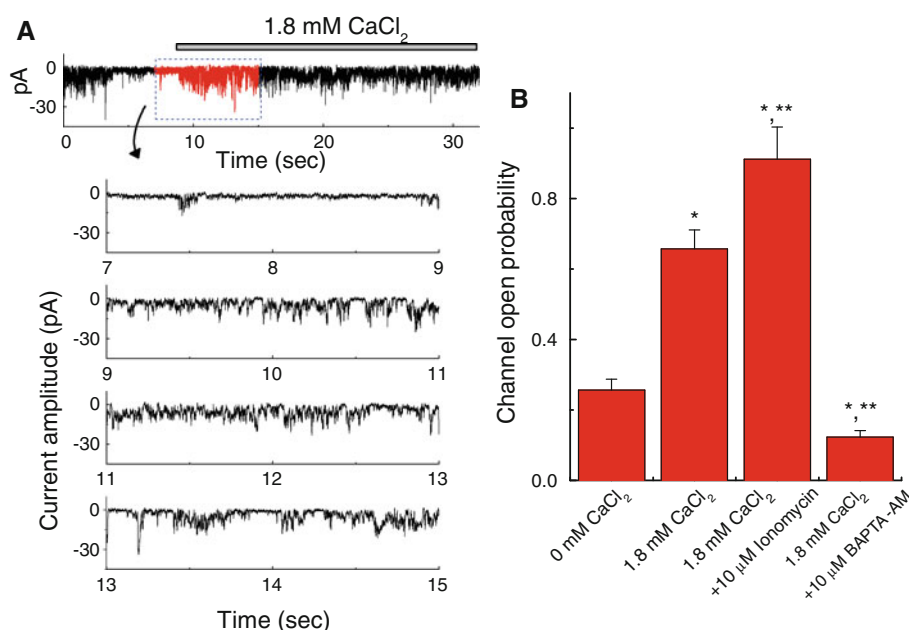 A
1.8 mM CaCl2
pA
0
-30
0 10 20 30
Time (sec)
0
-30
7 8 9
0
-30
9 10 11
0
-30
11 12 13
0
-30
13 14 15
Current amplitude (pA)
Time (sec)
B
Channel open probability
0.8
0.4
0.0
*
*,**
*,**
0 mM CaCl2
1.8 mM CaCl2
1.8 mM CaCl2
+10 µM Ionomycin
1.8 mM CaCl2
+10 µM BAPTA-AM